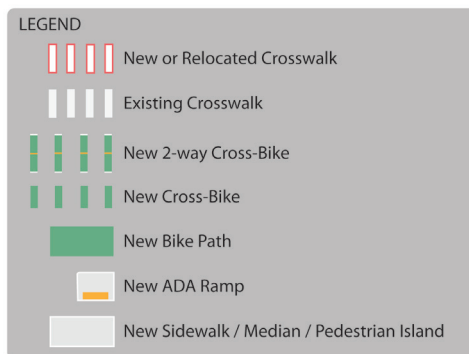 LEGEND
New or Relocated Crosswalk
Existing Crosswalk
New 2-way Cross-Bike
New Cross-Bike
New Bike Path
New ADA Ramp
New Sidewalk / Median / Pedestrian Island